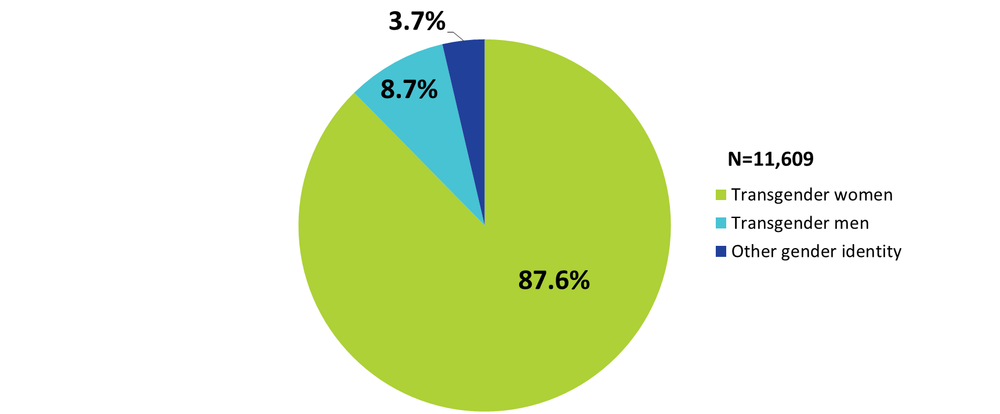 3.7%
8.7%
87.6%
N=11,609
Transgender women
Transgender men
Other gender identity